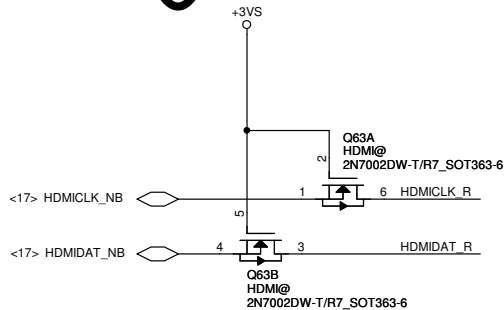 +3VS
Q63A
HDMI@
2N7002DW-T/R7_SOT363-6
2
<17> HDMICLK_NB
1
6
HDMICLK_R
5
<17> HDMIDAT_NB
4
3
HDMIDAT_R
Q63B
HDMI@
2N7002DW-T/R7_SOT363-6